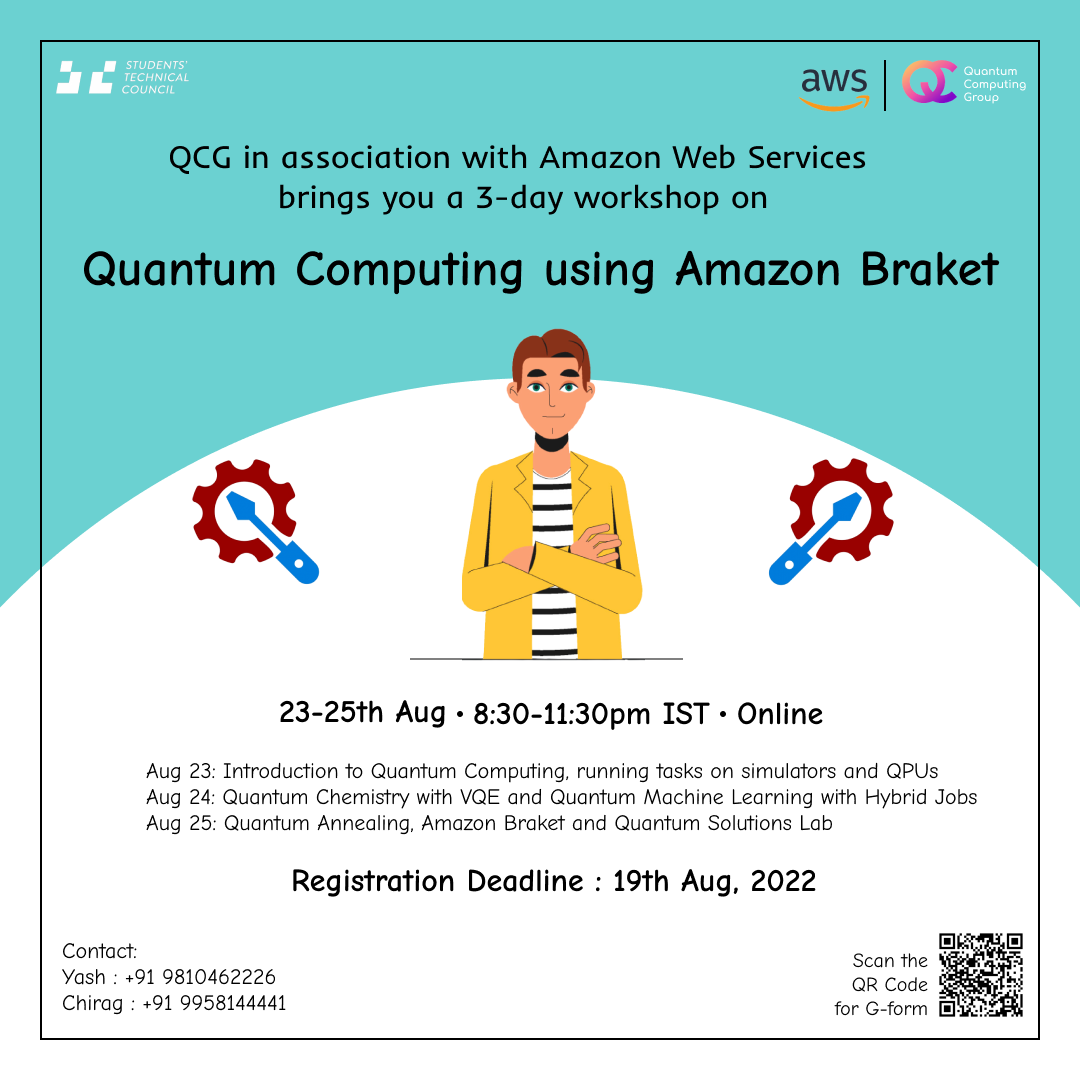 STUDENTS'
TECHNICAL
COUNCIL
aws
QC Quantum
Computing
Group
QCG in association with Amazon Web Services
brings you a 3-day workshop on
Quantum Computing using Amazon Braket
23-25th Aug • 8:30-11:30pm IST • Online
Aug 23: Introduction to Quantum Computing, running tasks on simulators and QPUs
Aug 24: Quantum Chemistry with VQE and Quantum Machine Learning with Hybrid Jobs
Aug 25: Quantum Annealing, Amazon Braket and Quantum Solutions Lab
Registration Deadline : 19th Aug, 2022
Contact:
Yash : +91 9810462226
Chirag : +91 9958144441
Scan the
QR Code
for G-form